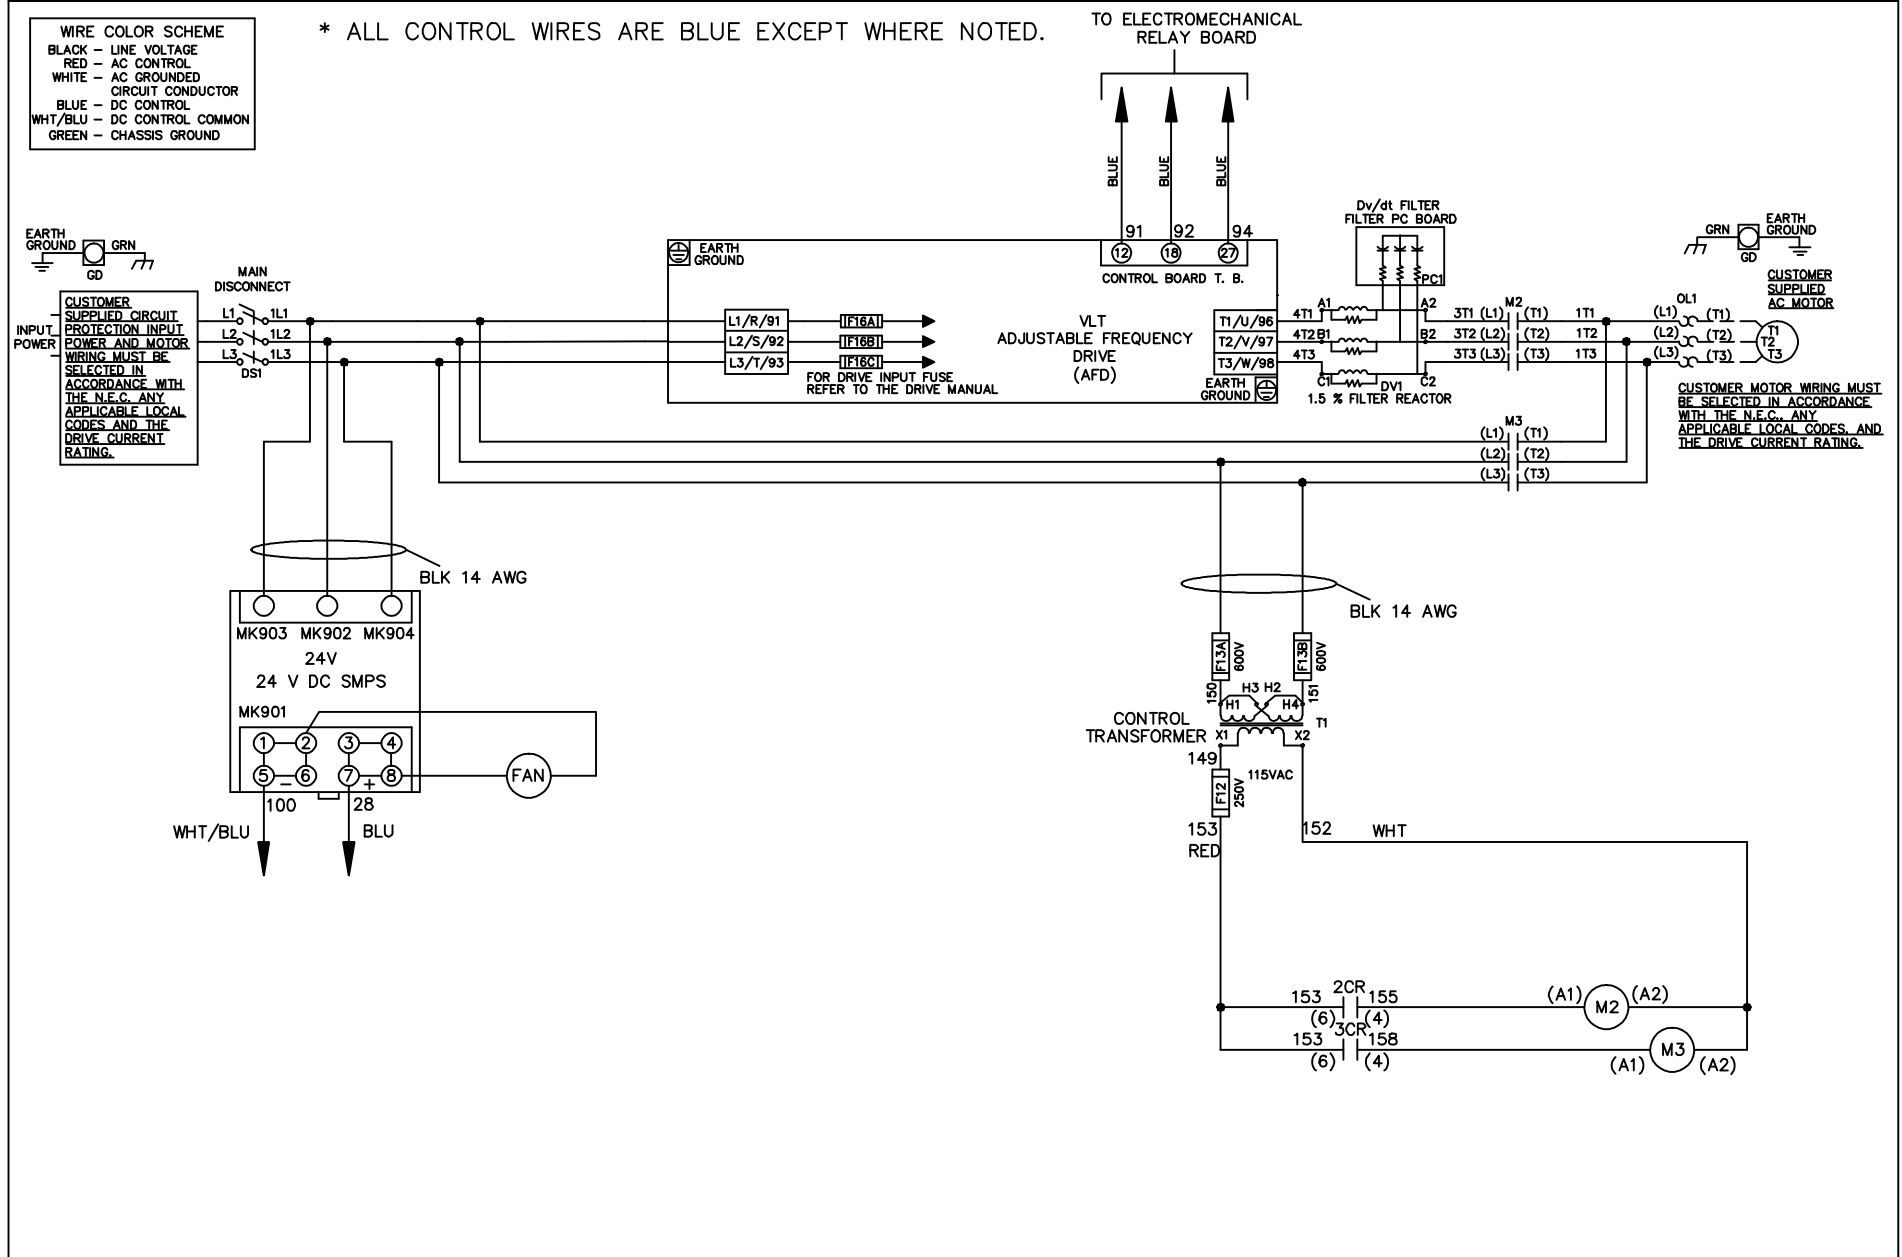 WIRE COLOR SCHEME
BLACK – LINE VOLTAGE
RED – AC CONTROL
WHITE – AC GROUNDED
CIRCUIT CONDUCTOR
BLUE – DC CONTROL
WHT/BLU – DC CONTROL COMMON
GREEN – CHASSIS GROUND
* ALL CONTROL WIRES ARE BLUE EXCEPT WHERE NOTED.
TO ELECTROMECHANICAL
RELAY BOARD
BLUE
BLUE
BLUE
91 92 94
12 18 27
CONTROL BOARD T. B.
EARTH
GROUND
GRN
GD
MAIN
DISCONNECT
INPUT
POWER
CUSTOMER
SUPPLIED CIRCUIT
PROTECTION INPUT
POWER AND MOTOR
WIRING MUST BE
SELECTED IN
ACCORDANCE WITH
THE N.E.C. ANY
APPLICABLE LOCAL
CODES AND THE
DRIVE CURRENT
RATING.
L1 1L1
L2 1L2
L3 1L3
DS1
EARTH
GROUND
L1/R/91 F16A
L2/S/92 F16B
L3/T/93 F16C
FOR DRIVE INPUT FUSE
REFER TO THE DRIVE MANUAL
VLT
ADJUSTABLE FREQUENCY
DRIVE
(AFD)
T1/U/96
T2/V/97
T3/W/98
EARTH
GROUND
Dv/dt FILTER
FILTER PC BOARD
PC1
4T1 A1 A2
4T2 B1 B2
4T3
C1 C2
DV1
1.5 % FILTER REACTOR
M2
3T1 (L1) (T1) 1T1
3T2 (L2) (T2) 1T2
3T3 (L3) (T3) 1T3
M3
(L1) (T1)
(L2) (T2)
(L3) (T3)
GRN
EARTH
GROUND
GD
CUSTOMER
SUPPLIED
AC MOTOR
OL1
(L1) (T1)
(L2) (T2)
(L3) (T3)
T1
T2
T3
CUSTOMER MOTOR WIRING MUST
BE SELECTED IN ACCORDANCE
WITH THE N.E.C., ANY
APPLICABLE LOCAL CODES, AND
THE DRIVE CURRENT RATING.
BLK 14 AWG
MK903 MK902 MK904
24V
24 V DC SMPS
MK901
1 2 3 4
5 – 6 7 + 8
FAN
100 28
WHT/BLU BLU
BLK 14 AWG
F13A 600V
F13B 600V
150 151
H3 H2
H1 H4
T1
CONTROL
TRANSFORMER
X1 X2
149
115VAC
F12 250V
153
RED
152 WHT
2CR
153 155
(6) (4)
(A1) M2 (A2)
3CR
153 158
(6) (4)
(A1) M3 (A2)